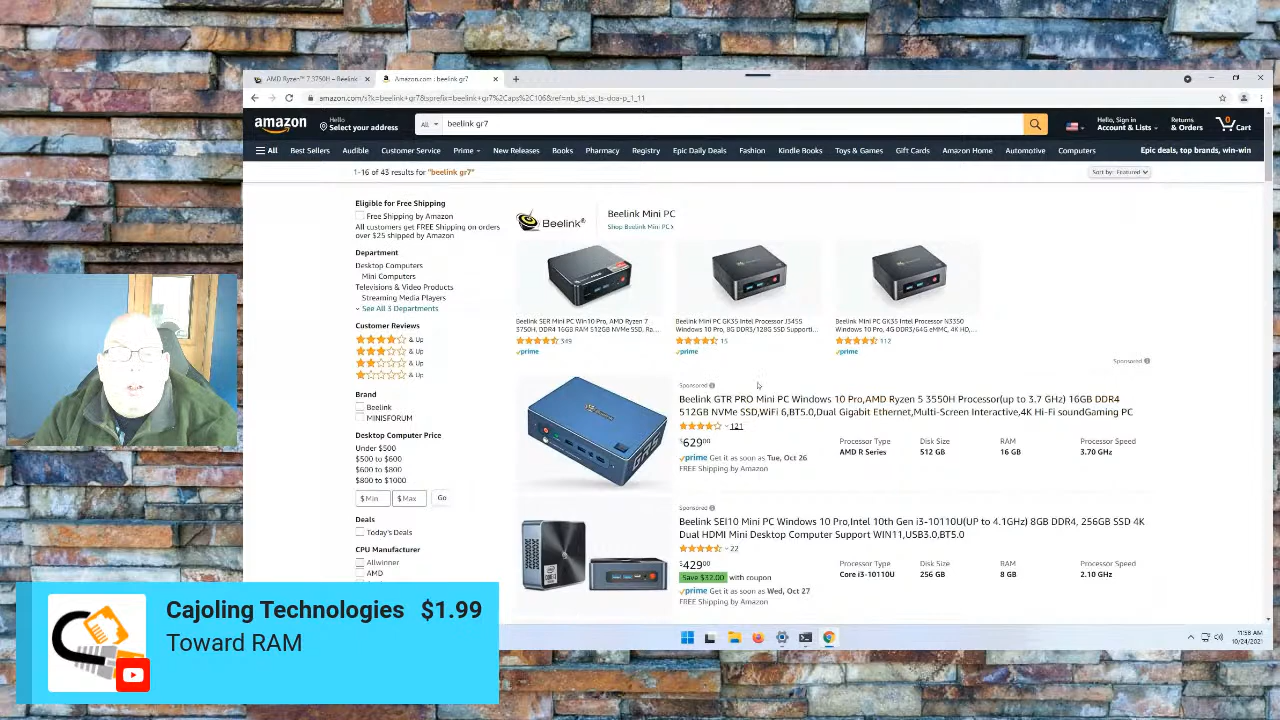 AMD Ryzen™ 7 3750H – Beelink
Amazon.com : beelink gr7
amazon.com/s?k=beelink+gr7&sprefix=beelink+gr7%2Caps%2C106&ref=nb_sb_ss_ts-doa-p_1_11
amazon
Hello
Select your address
All
beelink gr7
Hello, Sign in
Account & Lists
Returns
& Orders
0
Cart
All
Best Sellers
Audible
Customer Service
Prime
New Releases
Books
Pharmacy
Registry
Epic Daily Deals
Fashion
Kindle Books
Toys & Games
Gift Cards
Amazon Home
Automotive
Computers
Epic deals, top brands, win-win
1-16 of 43 results for "beelink gr7"
Sort by: Featured
Eligible for Free Shipping
Free Shipping by Amazon
All customers get FREE Shipping on orders
over $25 shipped by Amazon
Department
Desktop Computers
Mini Computers
Televisions & Video Products
Streaming Media Players
See All 3 Departments
Customer Reviews
& Up
& Up
& Up
& Up
Brand
Beelink
MINISFORUM
Desktop Computer Price
Under $500
$500 to $600
$600 to $800
$800 to $1000
$ Min
$ Max
Go
Deals
Today's Deals
CPU Manufacturer
Allwinner
AMD
Beelink®
Beelink Mini PC
Shop Beelink Mini PC
Beelink SER Mini PC Win10 Pro, AMD Ryzen 7
3750H, DDR4 16GB RAM 512GB NVMe SSD, Ra...
349
prime
Beelink Mini PC GK35 Intel Processor J3455
Windows 10 Pro, 8G DDR3/128G SSD Supporti...
15
prime
Beelink Mini PC GK35 Intel Processor N3350
Windows 10 Pro, 4G DDR3/64G eMMC, 4K HD,...
112
prime
Sponsored
Sponsored
Beelink GTR PRO Mini PC Windows 10 Pro,AMD Ryzen 5 3550H Processor(up to 3.7 GHz) 16GB DDR4
512GB NVMe SSD,WiFi 6,BT5.0,Dual Gigabit Ethernet,Multi-Screen Interactive,4K Hi-Fi soundGaming PC
121
$629.00
prime Get it as soon as Tue, Oct 26
FREE Shipping by Amazon
Processor Type
AMD R Series
Disk Size
512 GB
RAM
16 GB
Processor Speed
3.70 GHz
Sponsored
Beelink SEI10 Mini PC Windows 10 Pro,Intel 10th Gen i3-10110U(UP to 4.1GHz) 8GB DDR4, 256GB SSD 4K
Dual HDMI Mini Desktop Computer Support WIN11,USB3.0,BT5.0
22
$429.00
Save $32.00 with coupon
prime Get it as soon as Wed, Oct 27
FREE Shipping by Amazon
Processor Type
Core i3-10110U
Disk Size
256 GB
RAM
8 GB
Processor Speed
2.10 GHz
11:58 AM
10/24/2021
Cajoling Technologies $1.99
Toward RAM